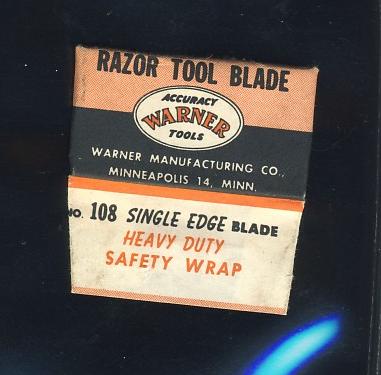 RAZOR TOOL BLADE
ACCURACY
WARNER
TOOLS
WARNER MANUFACTURING CO.,
MINNEAPOLIS 14, MINN.
NO. 108 SINGLE EDGE BLADE
HEAVY DUTY
SAFETY WRAP